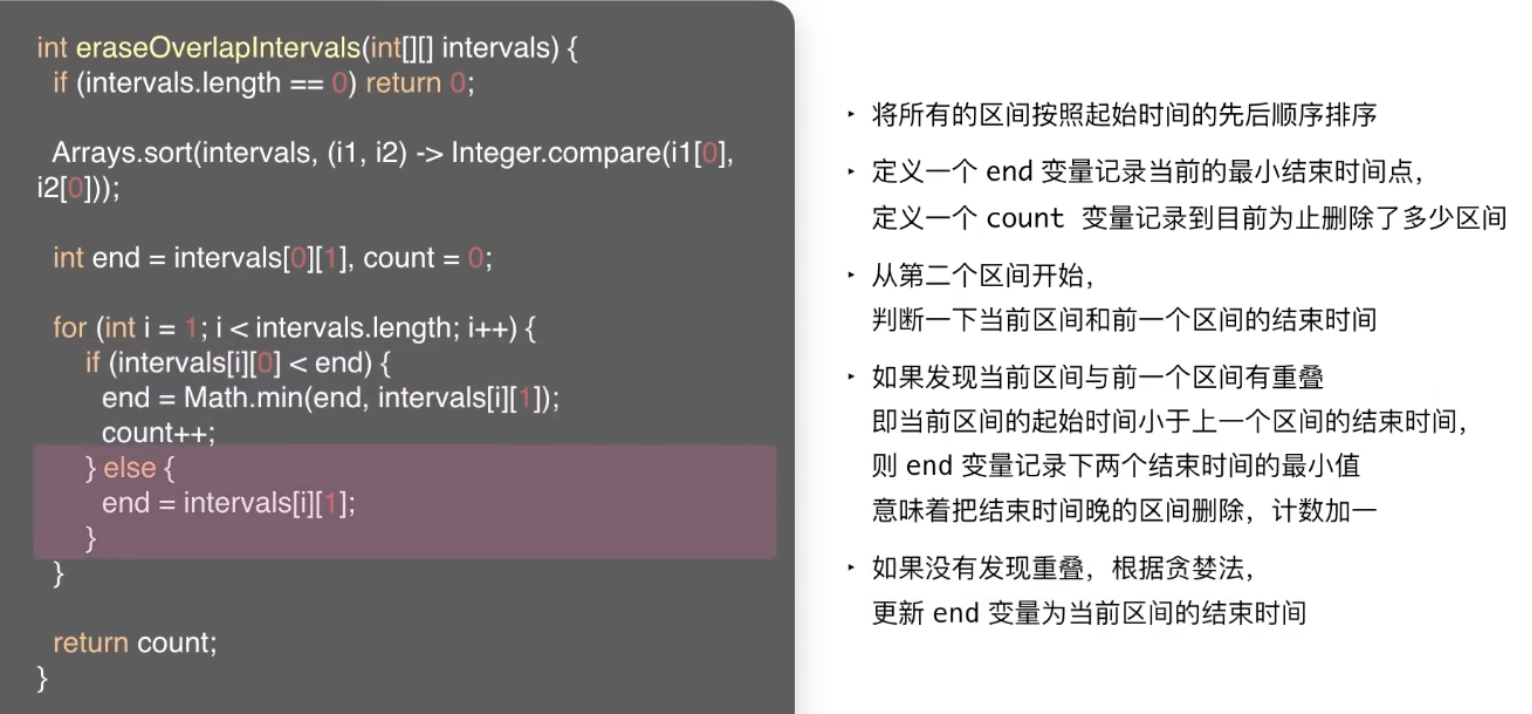 int eraseOverlapIntervals(int[][] intervals) {
if (intervals.length == 0) return 0;
Arrays.sort(intervals, (i1, i2) -> Integer.compare(i1[0],
i2[0]));
int end = intervals[0][1], count = 0;
for (int i = 1; i < intervals.length; i++) {
if (intervals[i][0] < end) {
end = Math.min(end, intervals[i][1]);
count++;
} else {
end = intervals[i][1];
}
}
return count;
}
‣ 将所有的区间按照起始时间的先后顺序排序
‣ 定义一个 end 变量记录当前的最小结束时间点,
定义一个 count 变量记录到目前为止删除了多少区间
‣ 从第二个区间开始,
判断一下当前区间和前一个区间的结束时间
‣ 如果发现当前区间与前一个区间有重叠
即当前区间的起始时间小于上一个区间的结束时间,
则 end 变量记录下两个结束时间的最小值
意味着把结束时间晚的区间删除，计数加一
‣ 如果没有发现重叠，根据贪婪法,
更新 end 变量为当前区间的结束时间